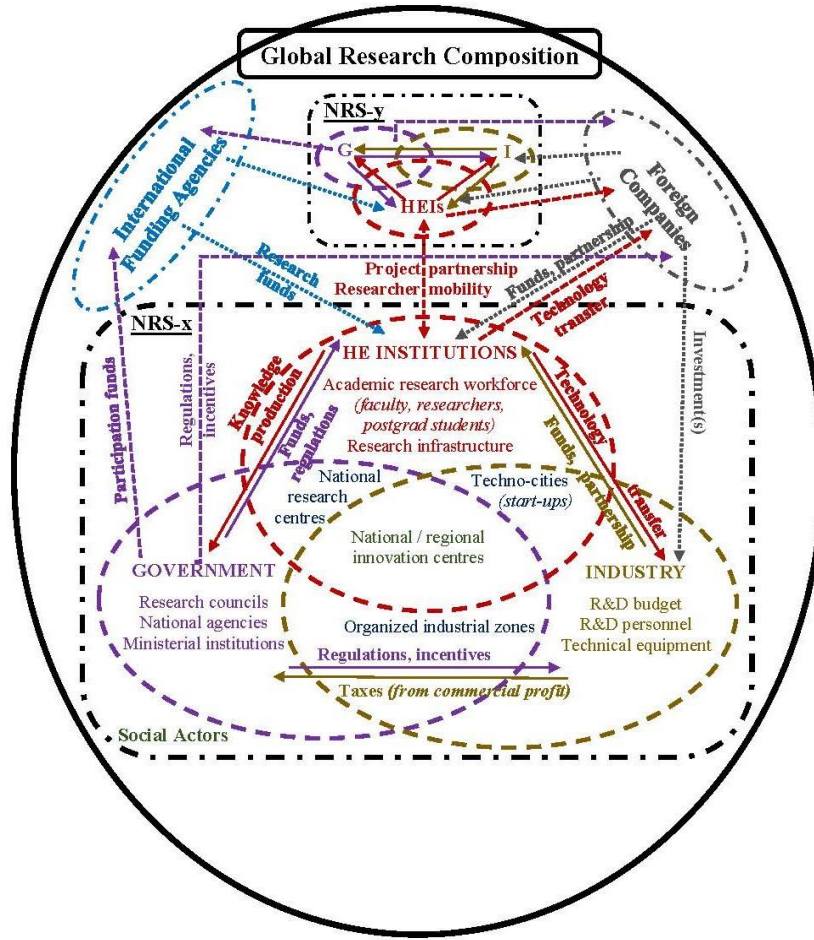 Global Research Composition
NRS-y
G
I
HEIs
International
Funding Agencies
Foreign
Companies
Research
funds
Project partnership
Researcher mobility
Funds, partnership
Technology
transfer
NRS-x
Participation funds
Regulations,
incentives
Investment(s)
HE INSTITUTIONS
Academic research workforce
(faculty, researchers,
postgrad students)
Research infrastructure
Knowledge
production
Funds,
regulations
Technology
transfer
Funds,
partnership
National
research
centres
Techno-cities
(start-ups)
National / regional
innovation centres
GOVERNMENT
Research councils
National agencies
Ministerial institutions
INDUSTRY
R&D budget
R&D personnel
Technical equipment
Organized industrial zones
Regulations, incentives
Taxes (from commercial profit)
Social Actors